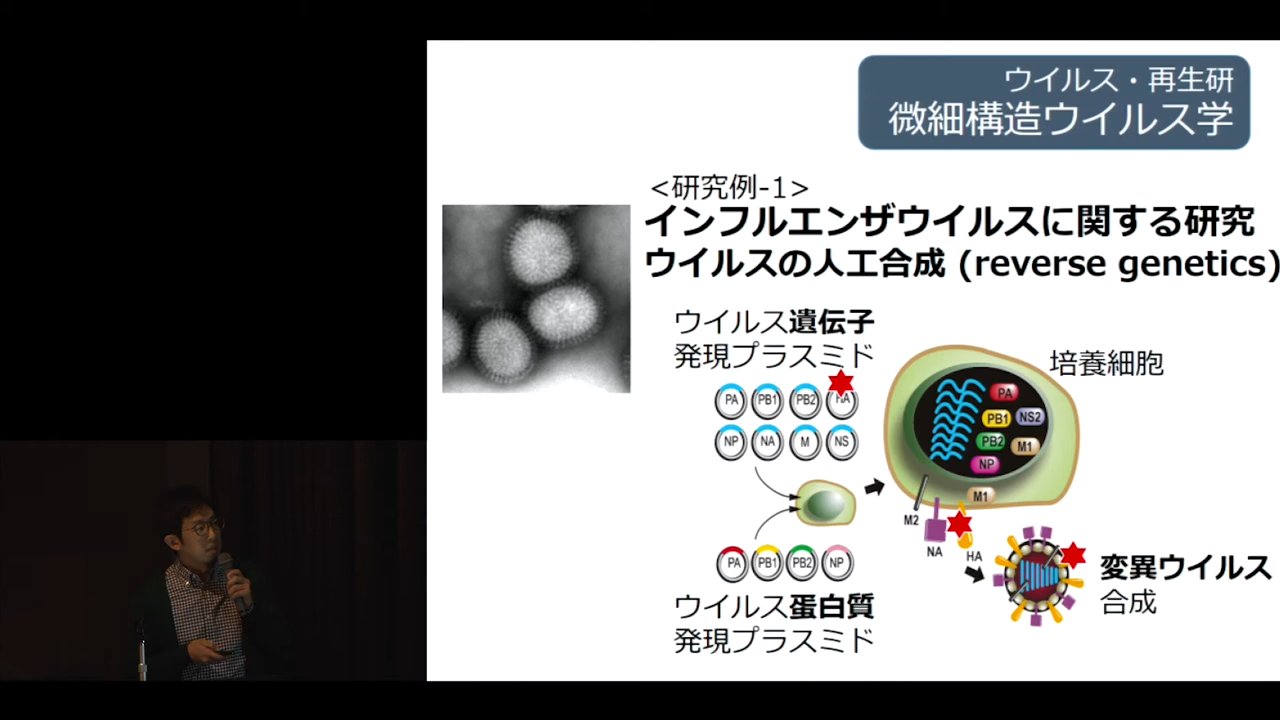 ウイルス・再生研
微細構造ウイルス学
<研究例-1>
インフルエンザウイルスに関する研究
ウイルスの人工合成 (reverse genetics)
ウイルス遺伝子
発現プラスミド
培養細胞
PA PB1 PB2 HA
NP NA M NS
PA
PB1 NS2
PB2 M1
NP
M1
M2
NA
HA
PA PB1 PB2 NP
変異ウイルス
合成
ウイルス蛋白質
発現プラスミド